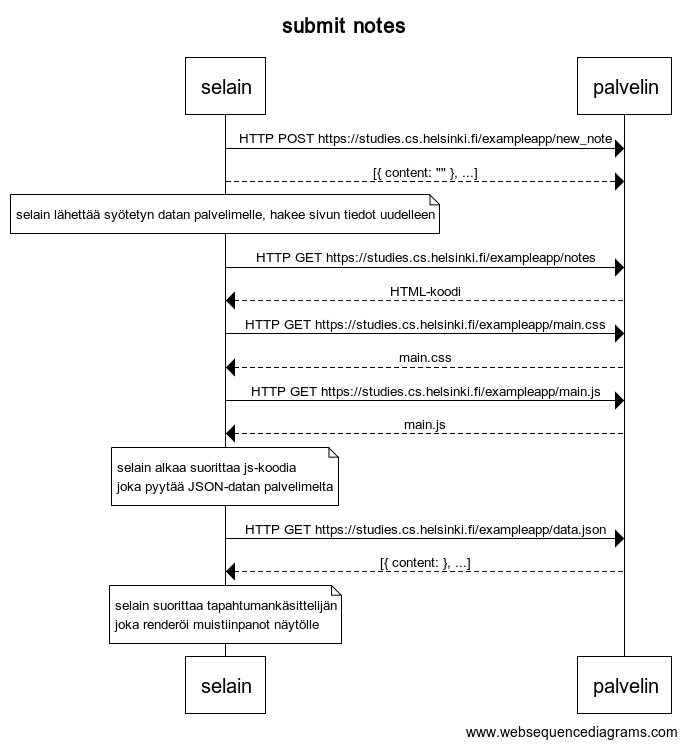 submit notes
selain
palvelin
HTTP POST https://studies.cs.helsinki.fi/exampleapp/new_note
[{ content: "" }, ...]
selain lähettää syötetyn datan palvelimelle, hakee sivun tiedot uudelleen
HTTP GET https://studies.cs.helsinki.fi/exampleapp/notes
HTML-koodi
HTTP GET https://studies.cs.helsinki.fi/exampleapp/main.css
main.css
HTTP GET https://studies.cs.helsinki.fi/exampleapp/main.js
main.js
selain alkaa suorittaa js-koodia
joka pyytää JSON-datan palvelimelta
HTTP GET https://studies.cs.helsinki.fi/exampleapp/data.json
[{ content: }, ...]
selain suorittaa tapahtumankäsittelijän
joka renderöi muistiinpanot näytölle
selain
palvelin
www.websequencediagrams.com